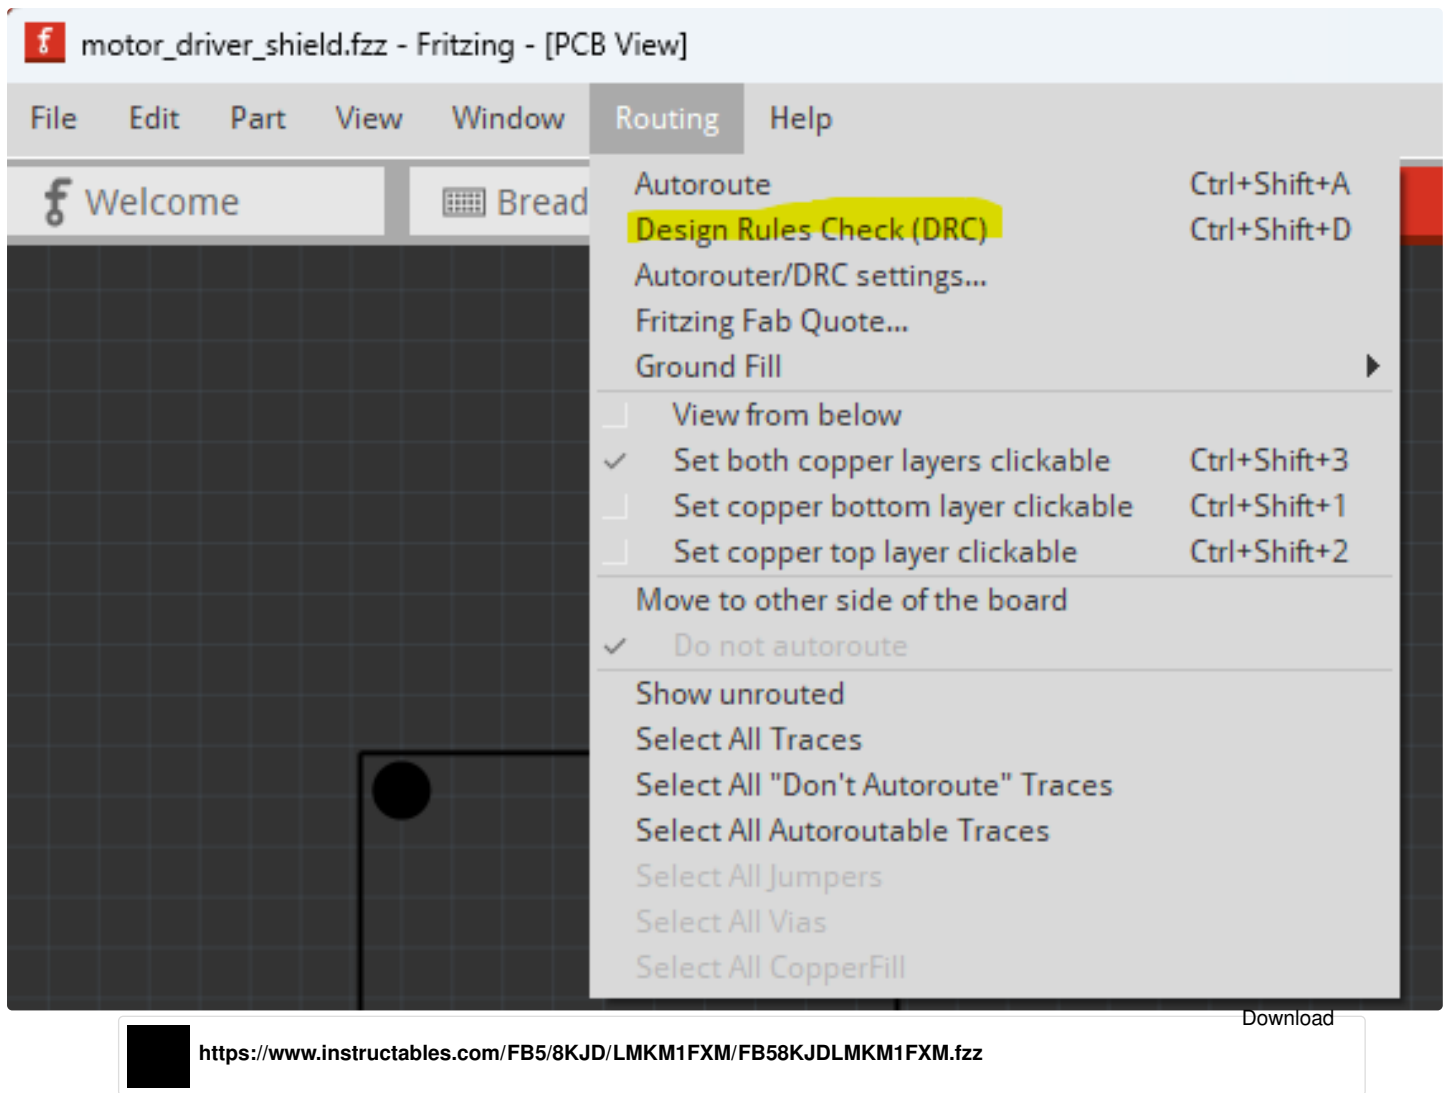 motor_driver_shield.fzz - Fritzing - [PCB View]
File Edit Part View Window Routing Help
Welcome Bread
Autoroute Ctrl+Shift+A
Design Rules Check (DRC) Ctrl+Shift+D
Autorouter/DRC settings...
Fritzing Fab Quote...
Ground Fill
View from below
Set both copper layers clickable Ctrl+Shift+3
Set copper bottom layer clickable Ctrl+Shift+1
Set copper top layer clickable Ctrl+Shift+2
Move to other side of the board
Do not autoroute
Show unrouted
Select All Traces
Select All "Don't Autoroute" Traces
Select All Autoroutable Traces
Select All Jumpers
Select All Vias
Select All CopperFill
Download
https://www.instructables.com/FB5/8KJD/LMKM1FXM/FB58KJDLMKM1FXM.fzz